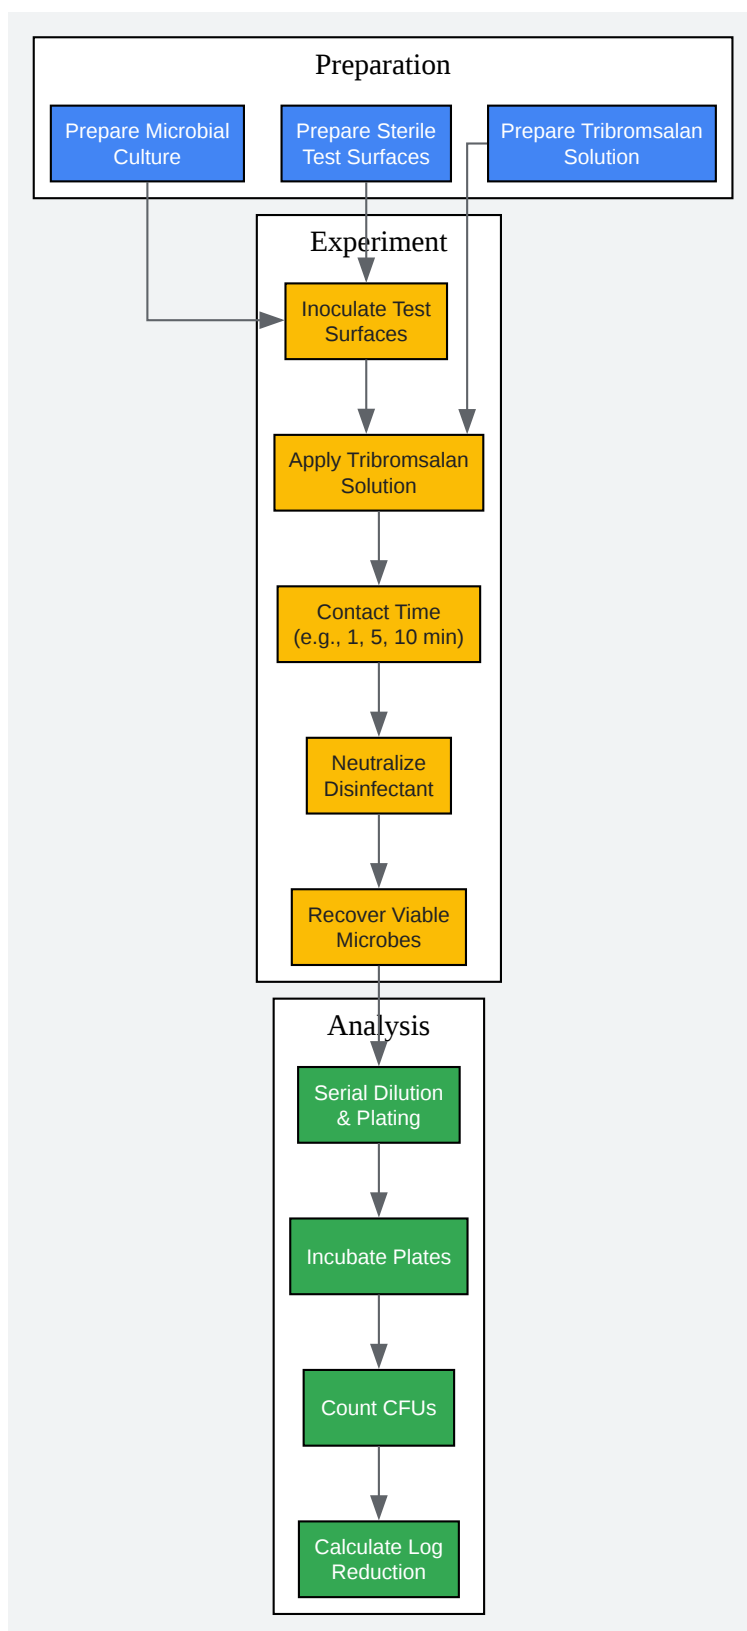 Preparation
Prepare Microbial
Culture
Prepare Sterile
Test Surfaces
Prepare Tribromsalan
Solution
Experiment
Inoculate Test
Surfaces
Apply Tribromsalan
Solution
Contact Time
(e.g., 1, 5, 10 min)
Neutralize
Disinfectant
Recover Viable
Microbes
Analysis
Serial Dilution
& Plating
Incubate Plates
Count CFUs
Calculate Log
Reduction